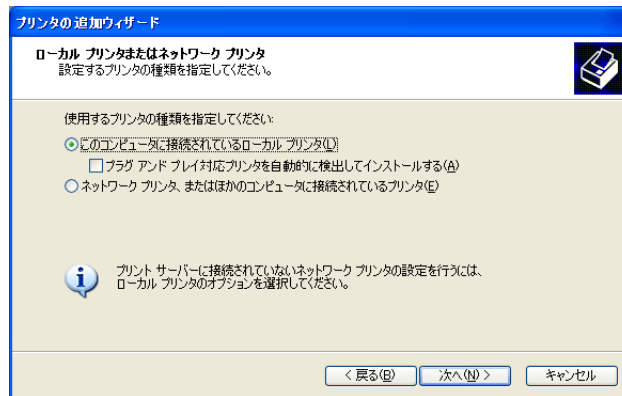 プリンタの追加ウィザード
ローカル プリンタまたはネットワーク プリンタ
設定するプリンタの種類を指定してください。
使用するプリンタの種類を指定してください:
このコンピュータに接続されているローカル プリンタ(L)
プラグ アンド プレイ対応プリンタを自動的に検出してインストールする(A)
ネットワーク プリンタ、またはほかのコンピュータに接続されているプリンタ(E)
プリント サーバーに接続されていないネットワーク プリンタの設定を行うには、
ローカル プリンタのオプションを選択してください。
< 戻る(B) 次へ(N) > キャンセル